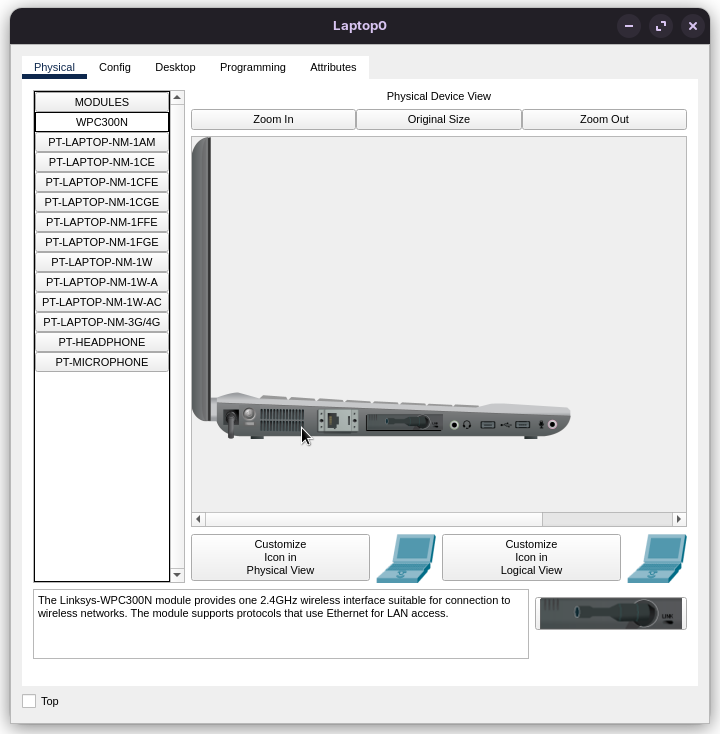 Laptop0
Physical Config Desktop Programming Attributes
MODULES
WPC300N
PT-LAPTOP-NM-1AM
PT-LAPTOP-NM-1CE
PT-LAPTOP-NM-1CFE
PT-LAPTOP-NM-1CGE
PT-LAPTOP-NM-1FFE
PT-LAPTOP-NM-1FGE
PT-LAPTOP-NM-1W
PT-LAPTOP-NM-1W-A
PT-LAPTOP-NM-1W-AC
PT-LAPTOP-NM-3G/4G
PT-HEADPHONE
PT-MICROPHONE
Physical Device View
Zoom In Original Size Zoom Out
Customize
Icon in
Physical View
Customize
Icon in
Logical View
The Linksys-WPC300N module provides one 2.4GHz wireless interface suitable for connection to
wireless networks. The module supports protocols that use Ethernet for LAN access.
LINK
Top